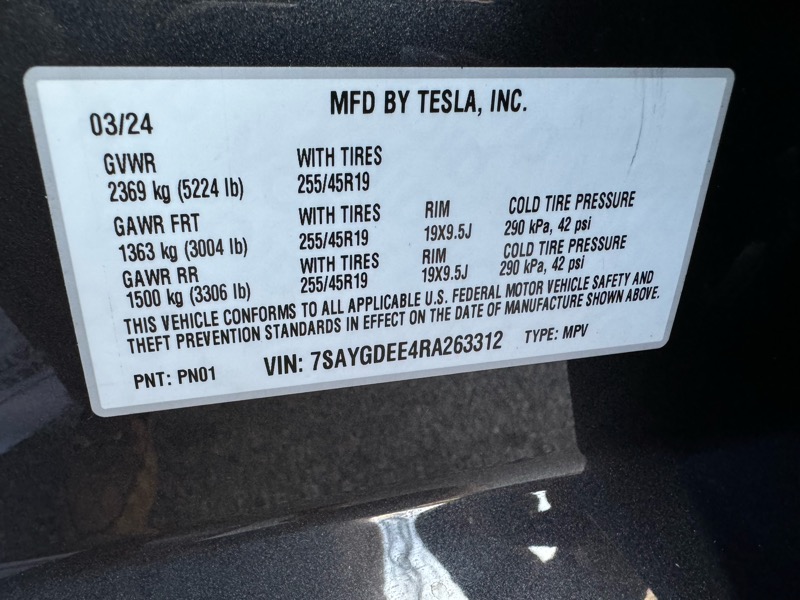 MFD BY TESLA, INC.
03/24
GVWR WITH TIRES
2369 kg (5224 lb) 255/45R19
GAWR FRT WITH TIRES RIM COLD TIRE PRESSURE
1363 kg (3004 lb) 255/45R19 19X9.5J 290 kPa, 42 psi
GAWR RR WITH TIRES RIM COLD TIRE PRESSURE
1500 kg (3306 lb) 255/45R19 19X9.5J 290 kPa, 42 psi
THIS VEHICLE CONFORMS TO ALL APPLICABLE U.S. FEDERAL MOTOR VEHICLE SAFETY AND
THEFT PREVENTION STANDARDS IN EFFECT ON THE DATE OF MANUFACTURE SHOWN ABOVE.
PNT: PN01 VIN: 7SAYGDEE4RA263312 TYPE: MPV